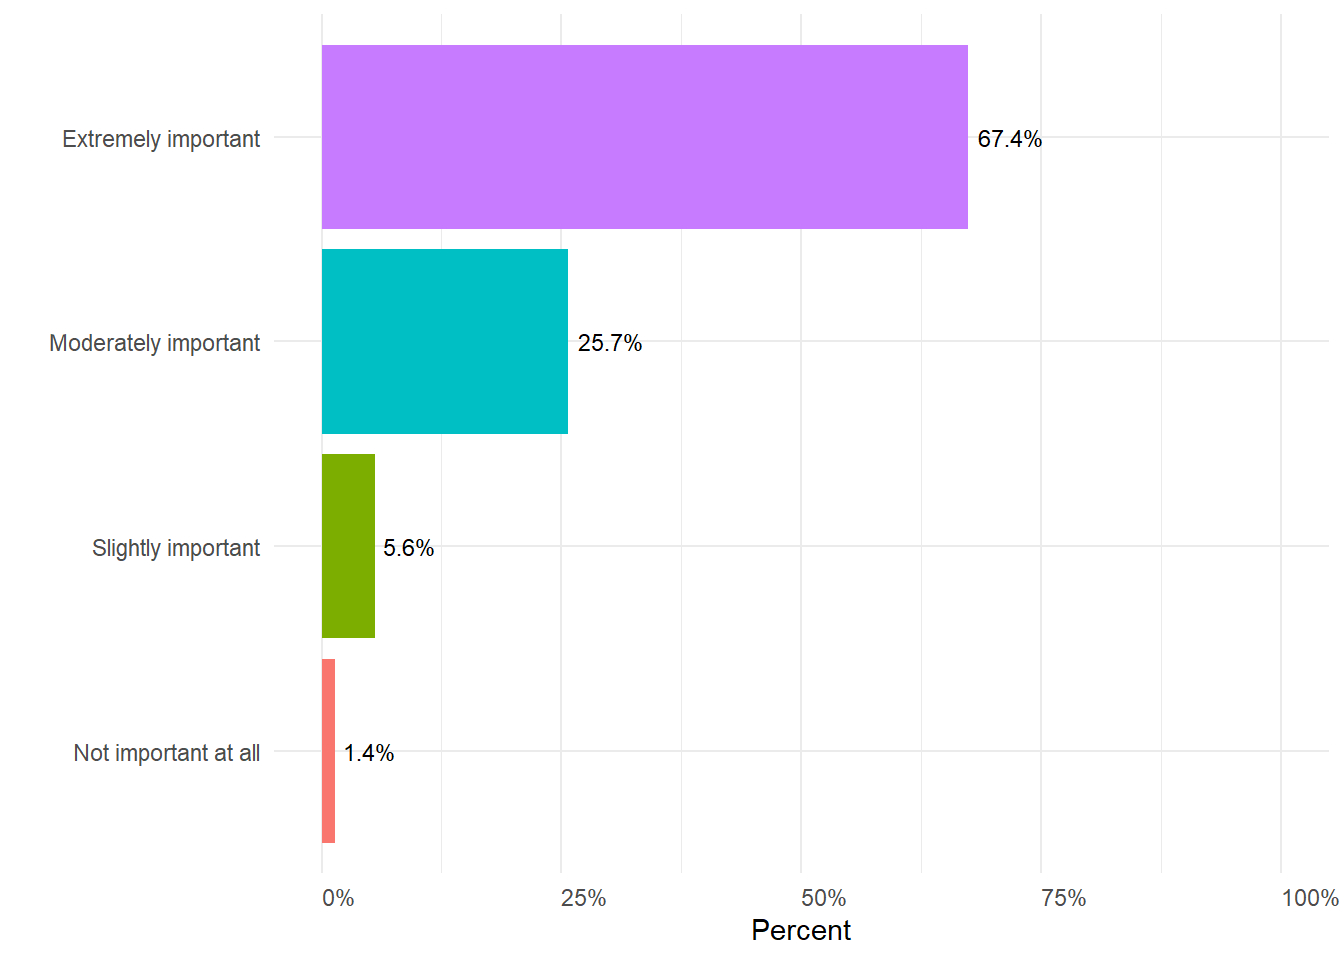 Extremely important
67.4%
Moderately important
25.7%
Slightly important
5.6%
Not important at all
1.4%
0% 25% 50% 75% 100%
Percent